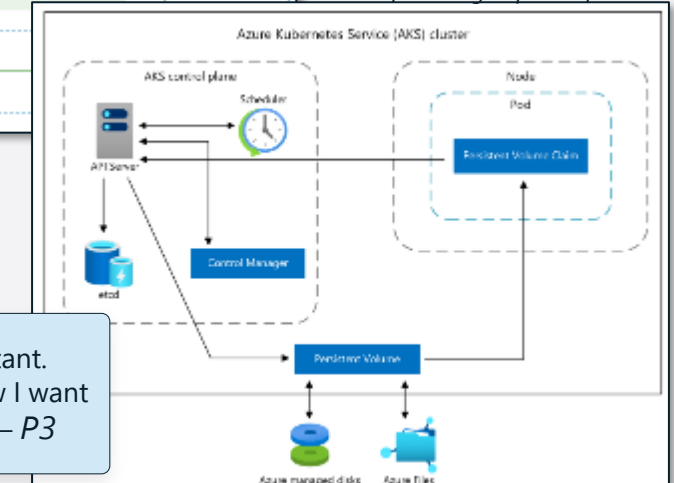 Azure Kubernetes Service (AKS) cluster
AKS control plane
Node
Scheduler
Pod
API Server
Persistent Volume Claim
Control Manager
etcd
Persistent Volume
tant.
v I want
– P3
Azure managed disks
Azure Files